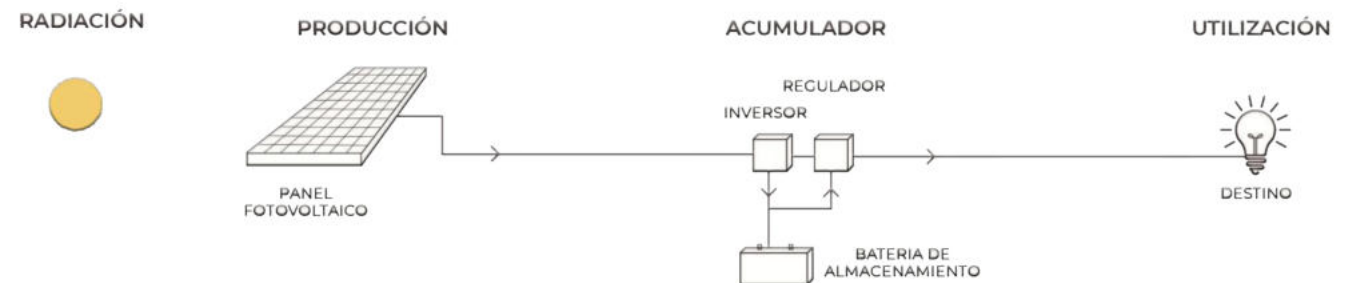 RADIACIÓN
PRODUCCIÓN
ACUMULADOR
UTILIZACIÓN
REGULADOR
INVERSOR
PANEL
FOTOVOLTAICO
DESTINO
BATERIA DE
ALMACENAMIENTO